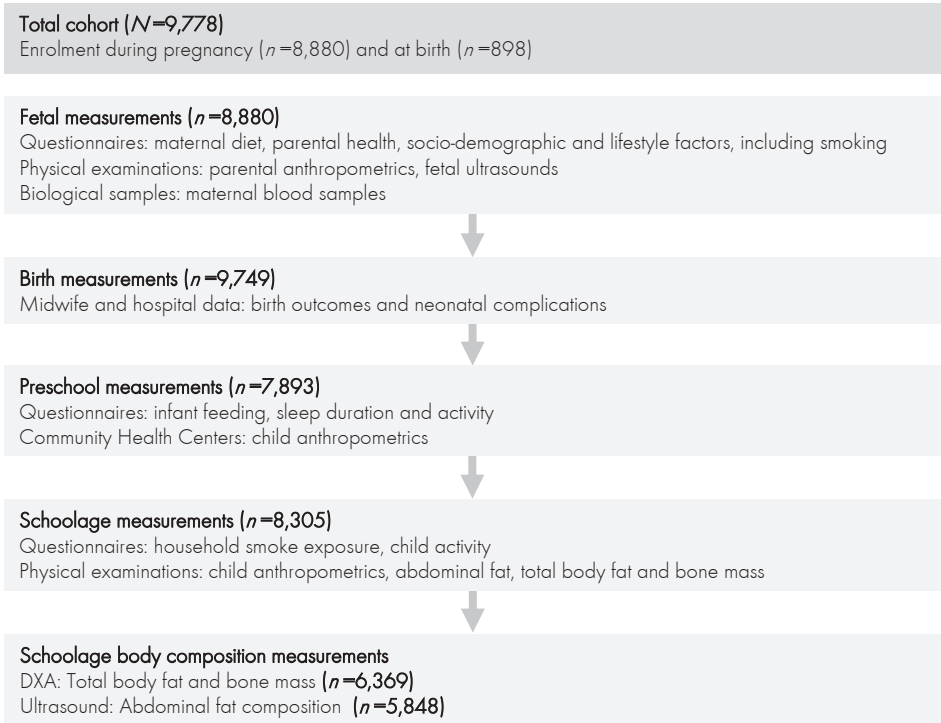 Total cohort (N=9,778)
Enrolment during pregnancy (n=8,880) and at birth (n=898)
Fetal measurements (n=8,880)
Questionnaires: maternal diet, parental health, socio-demographic and lifestyle factors, including smoking
Physical examinations: parental anthropometrics, fetal ultrasounds
Biological samples: maternal blood samples
Birth measurements (n=9,749)
Midwife and hospital data: birth outcomes and neonatal complications
Preschool measurements (n=7,893)
Questionnaires: infant feeding, sleep duration and activity
Community Health Centers: child anthropometrics
Schoolage measurements (n=8,305)
Questionnaires: household smoke exposure, child activity
Physical examinations: child anthropometrics, abdominal fat, total body fat and bone mass
Schoolage body composition measurements
DXA: Total body fat and bone mass (n=6,369)
Ultrasound: Abdominal fat composition (n=5,848)